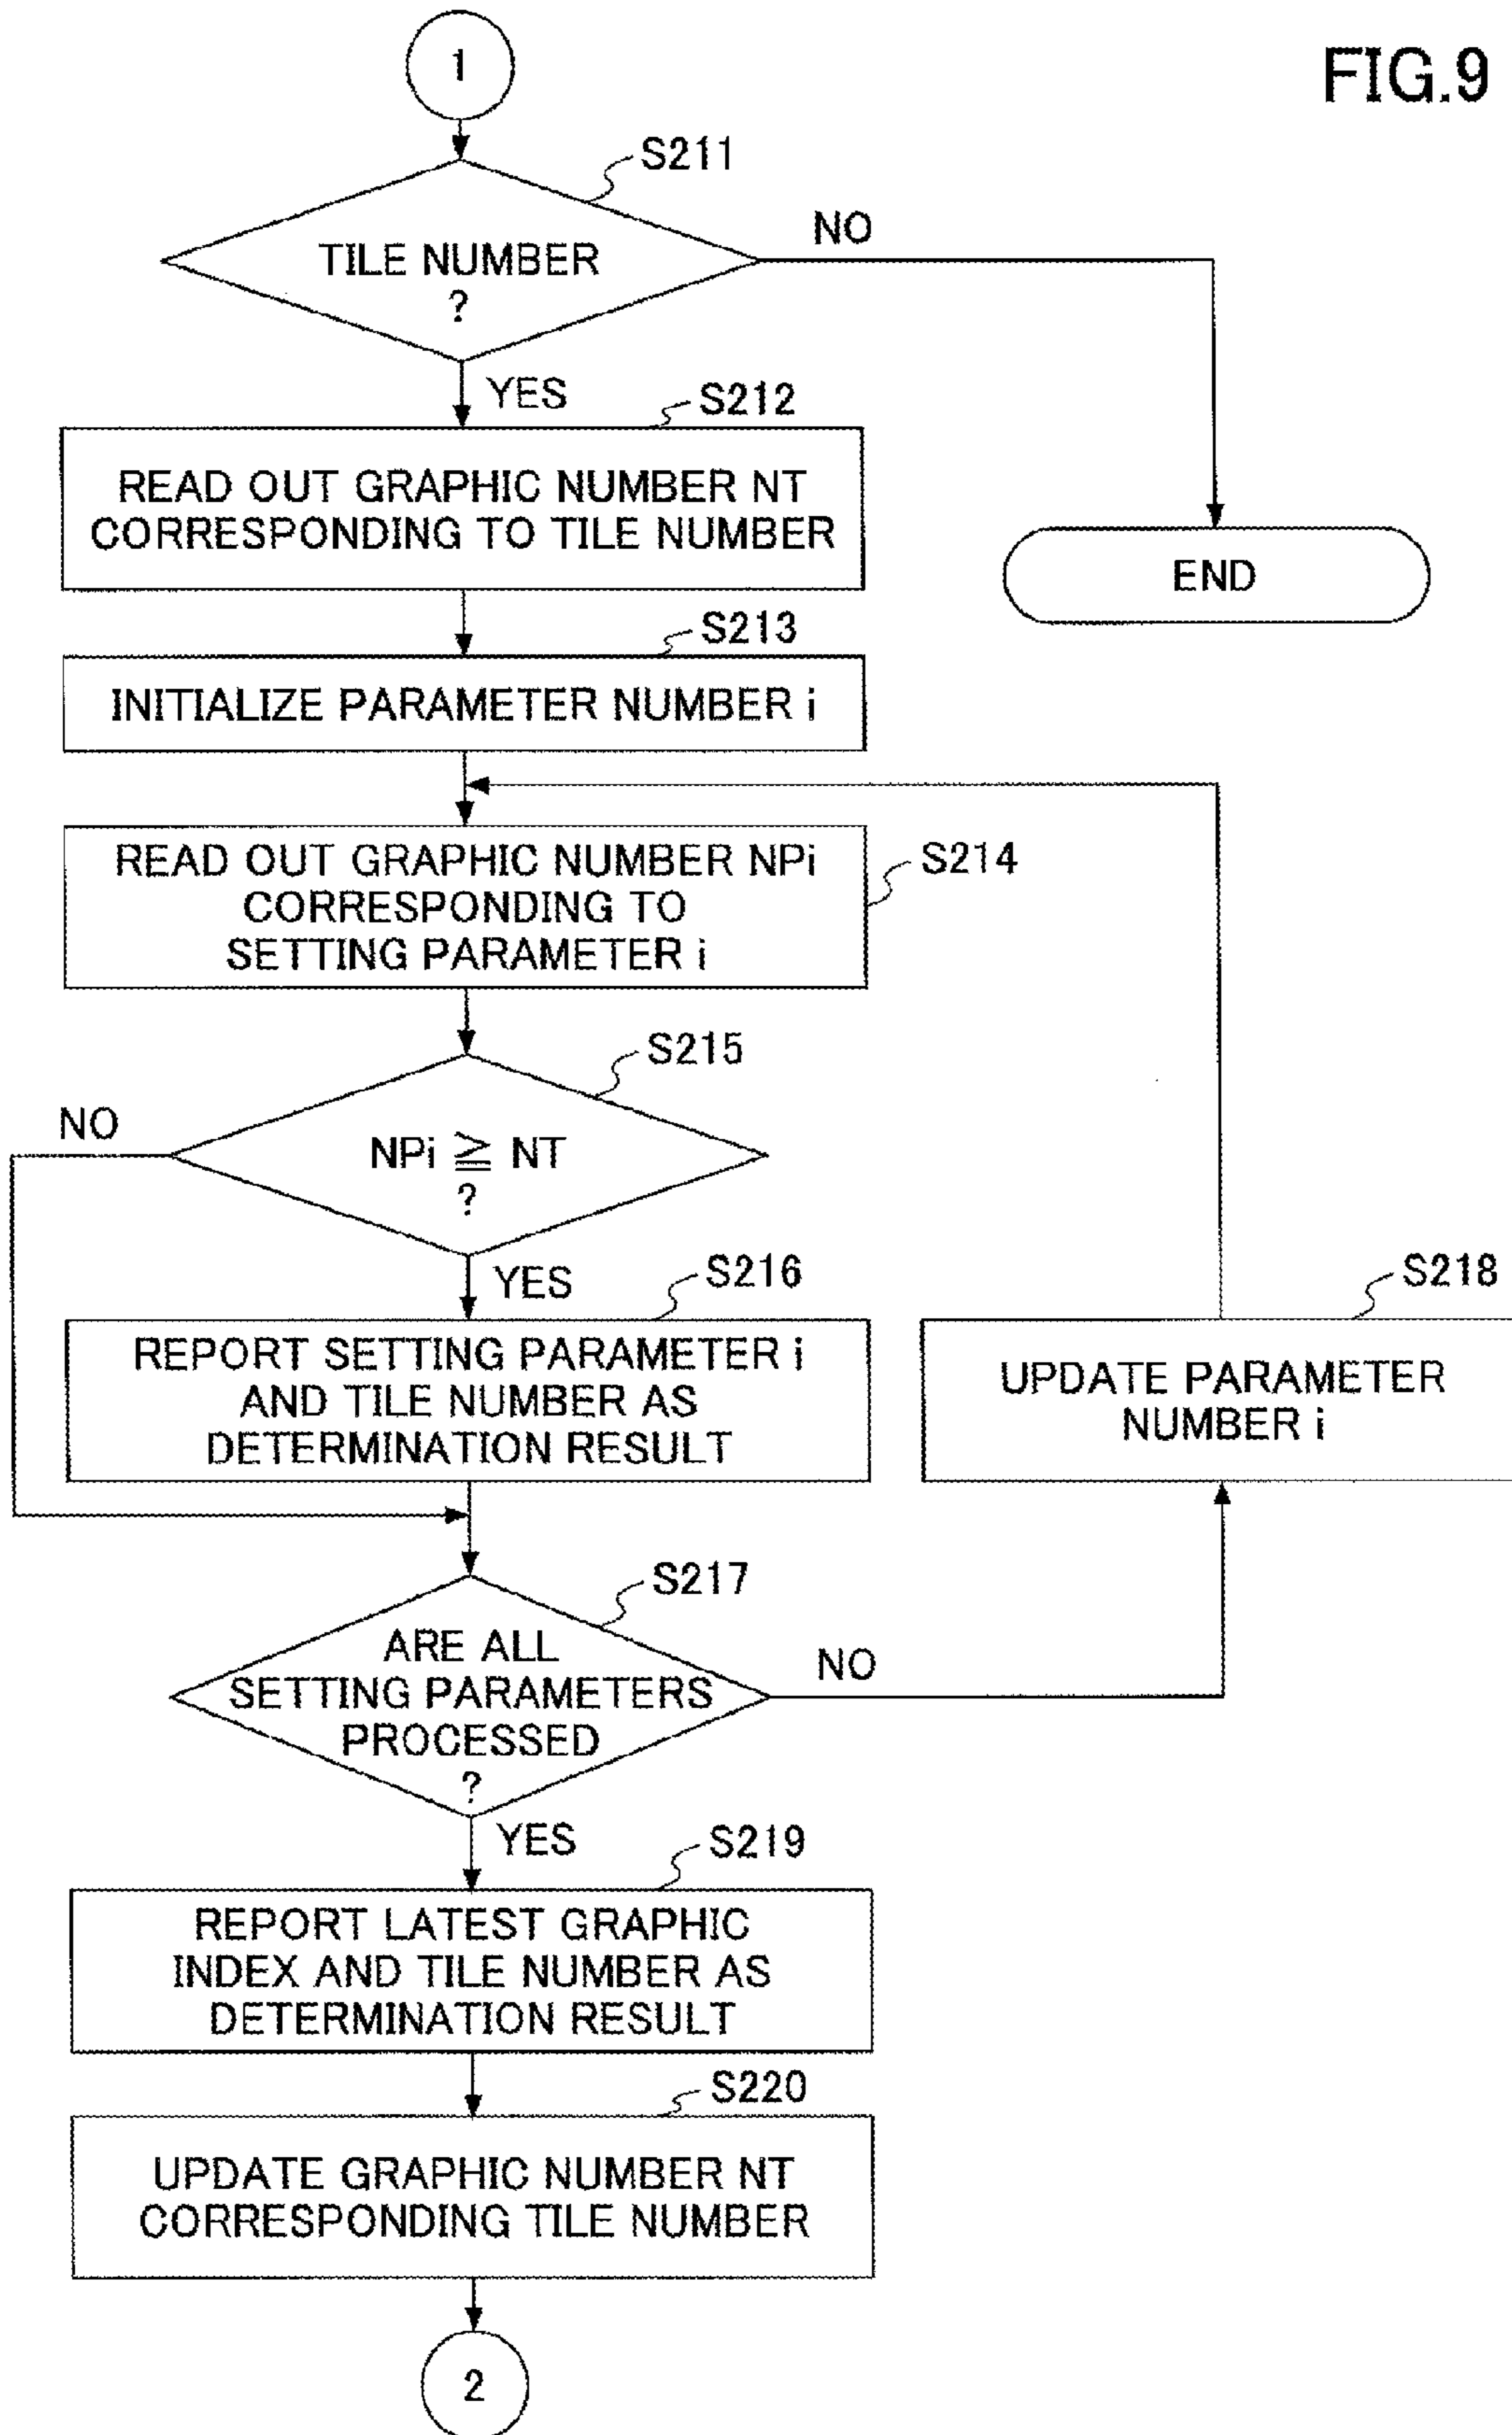 FIG.9
1
S211
TILE NUMBER
?
NO
YES
S212
READ OUT GRAPHIC NUMBER NT
CORRESPONDING TO TILE NUMBER
END
S213
INITIALIZE PARAMETER NUMBER i
READ OUT GRAPHIC NUMBER NPi
CORRESPONDING TO
SETTING PARAMETER i
S214
S215
NO
NPi ≧ NT
?
YES
S216
REPORT SETTING PARAMETER i
AND TILE NUMBER AS
DETERMINATION RESULT
S218
UPDATE PARAMETER
NUMBER i
S217
ARE ALL
SETTING PARAMETERS
PROCESSED
?
NO
YES
S219
REPORT LATEST GRAPHIC
INDEX AND TILE NUMBER AS
DETERMINATION RESULT
S220
UPDATE GRAPHIC NUMBER NT
CORRESPONDING TILE NUMBER
2